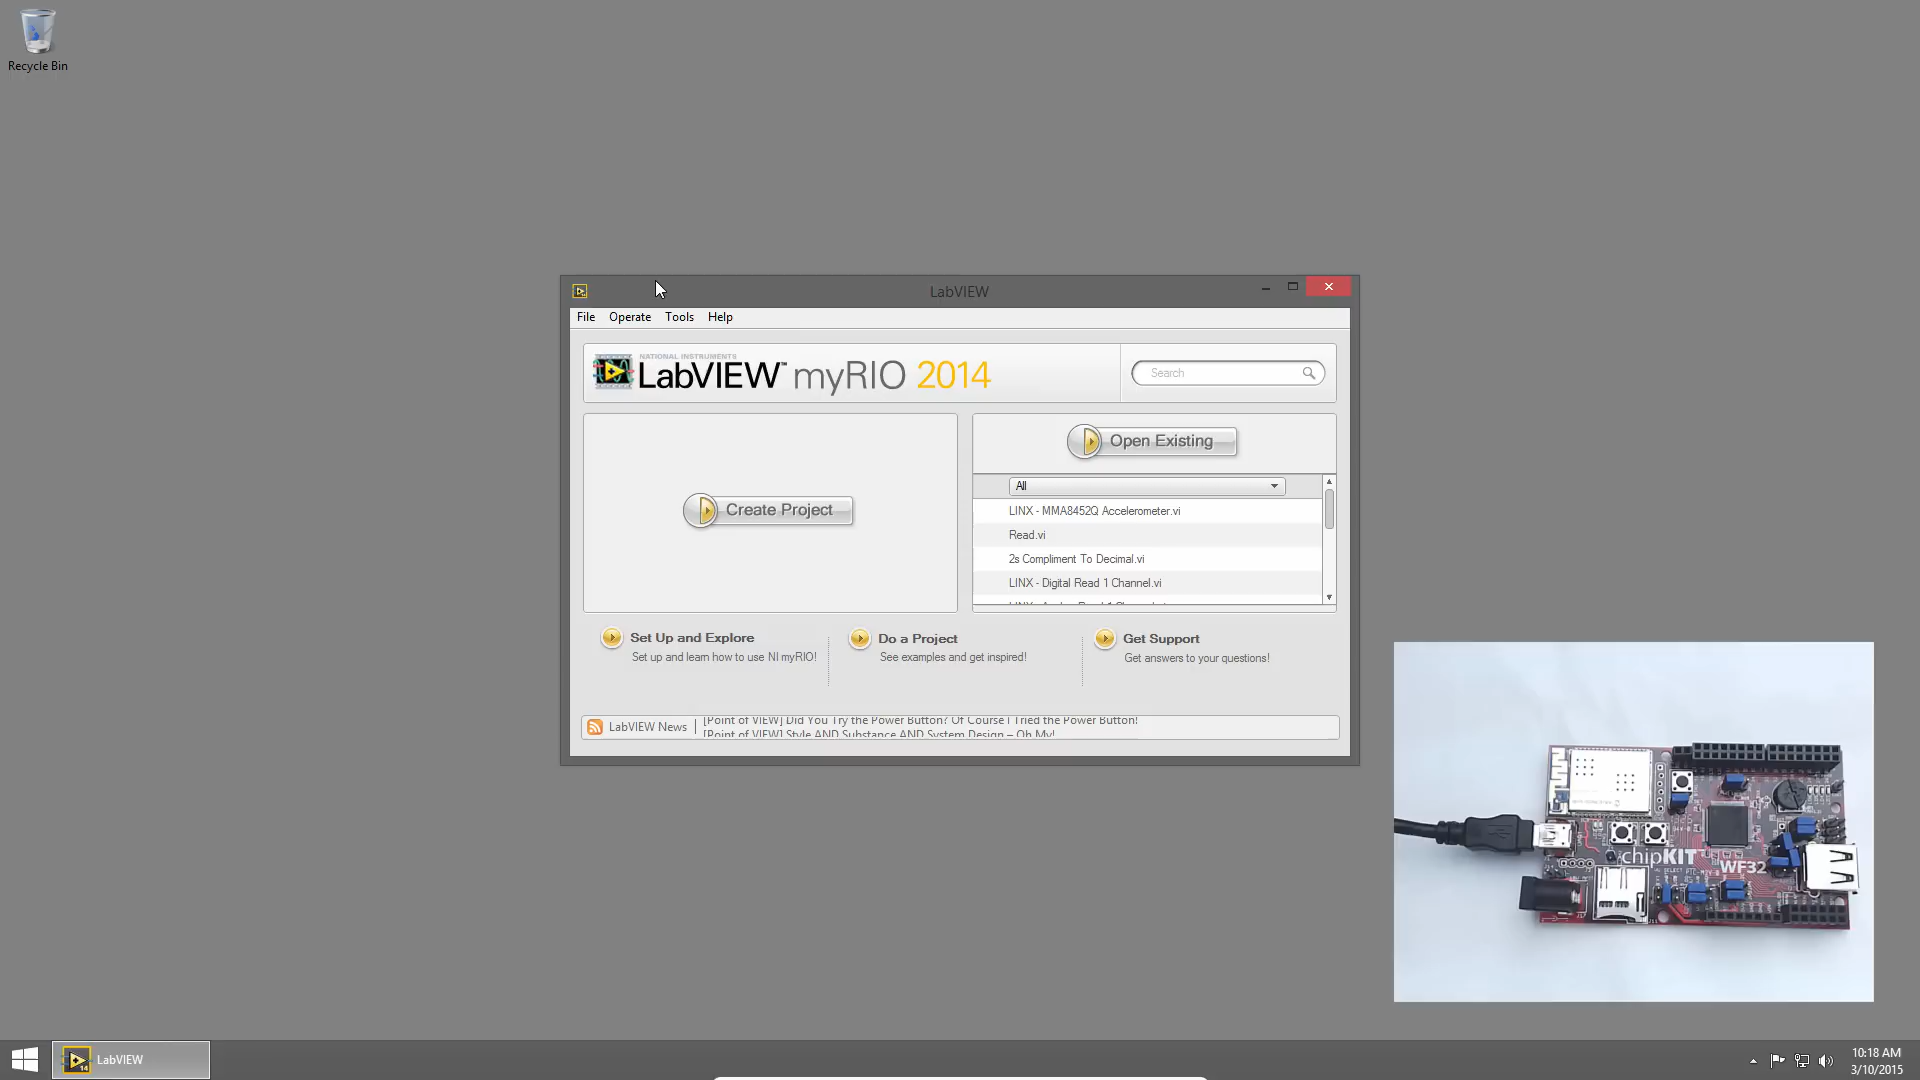 Recycle Bin
LabVIEW
File Operate Tools Help
NATIONAL INSTRUMENTS
LabVIEW™ myRIO 2014
Search
Create Project
Open Existing
All
LINX - MMA8452Q Accelerometer.vi
Read.vi
2s Compliment To Decimal.vi
LINX - Digital Read 1 Channel.vi
Set Up and Explore
Set up and learn how to use NI myRIO!
Do a Project
See examples and get inspired!
Get Support
Get answers to your questions!
LabVIEW News
[Point of VIEW] Did You Try the Power Button? Of Course I Tried the Power Button!
[Point of VIEW] Style AND Substance AND System Design – Oh My!
chipKIT
WF32
LabVIEW
10:18 AM
3/10/2015